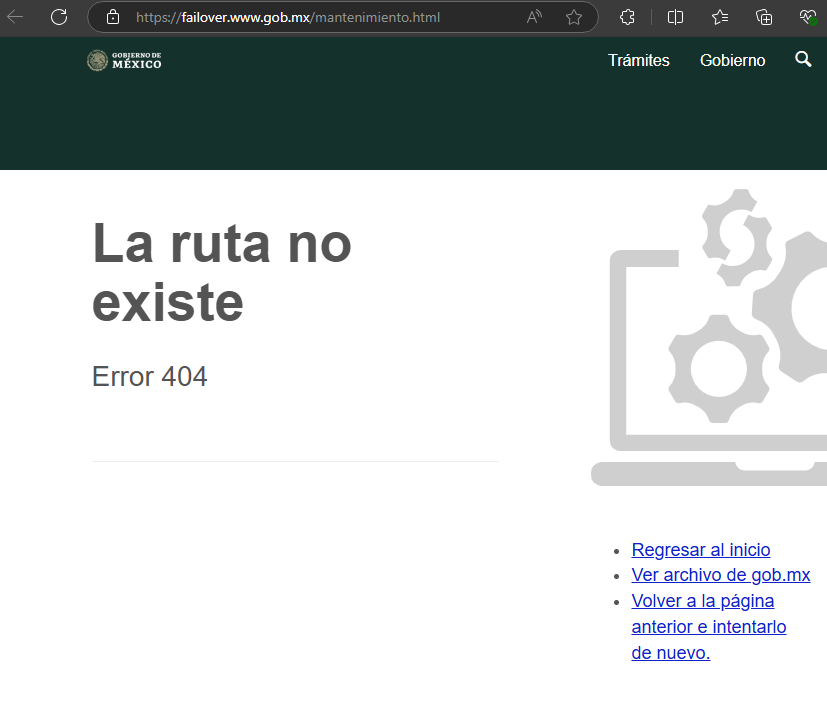 https://failover.www.gob.mx/mantenimiento.html
GOBIERNO DE
MÉXICO
Trámites
Gobierno
La ruta no
existe
Error 404
Regresar al inicio
Ver archivo de gob.mx
Volver a la página
anterior e intentarlo
de nuevo.